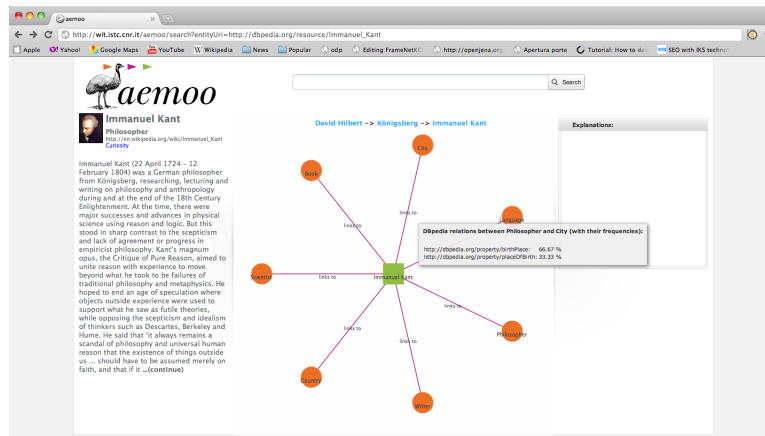 aemoo
http://wit.istc.cnr.it/aemoo/search?entityUri=http://dbpedia.org/resource/Immanuel_Kant
Apple Yahoo! Google Maps YouTube Wikipedia News Popular odp Editing FrameNetKC http://openjena.org Apertura porte Tutorial: How to SEO with IKS techno
aemoo
Search
Immanuel Kant
Philosopher
http://en.wikipedia.org/wiki/Immanuel_Kant
Curiosity
Immanuel Kant (22 April 1724 – 12
February 1804) was a German philosopher
from Königsberg, researching, lecturing and
writing on philosophy and anthropology
during and at the end of the 18th Century
Enlightenment. At the time, there were
major successes and advances in physical
science using reason and logic. But this
stood in sharp contrast to the scepticism
and lack of agreement or progress in
empiricist philosophy. Kant's magnum
opus, the Critique of Pure Reason, aimed to
unite reason with experience to move
beyond what he took to be failures of
traditional philosophy and metaphysics. He
hoped to end an age of speculation where
objects outside experience were used to
support what he saw as futile theories,
while opposing the scepticism and idealism
of thinkers such as Descartes, Berkeley and
Hume. He said that 'it always remains a
scandal of philosophy and universal human
reason that the existence of things outside
us ... should have to be assumed merely on
faith, and that if it ...(continue)
David Hilbert -> Königsberg -> Immanuel Kant
City
Book
Language
links to
links to
DBpedia relations between Philosopher and City (with their frequencies):
http://dbpedia.org/property/birthPlace: 66.67 %
http://dbpedia.org/property/placeOfBirth: 33.33 %
Scientist
links to
Immanuel Kant
links to
links to
links to
Philosopher
Country
Writer
Explanations: